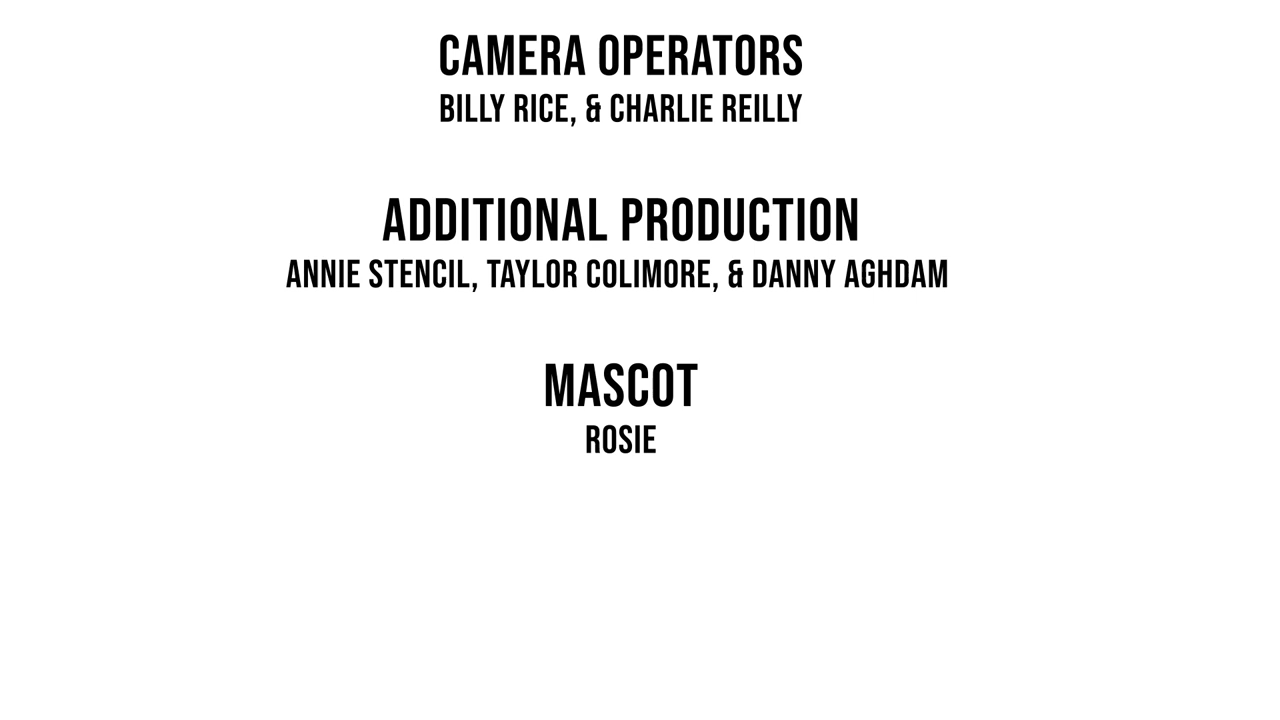 CAMERA OPERATORS
BILLY RICE, & CHARLIE REILLY
ADDITIONAL PRODUCTION
ANNIE STENCIL, TAYLOR COLIMORE, & DANNY AGHDAM
MASCOT
ROSIE